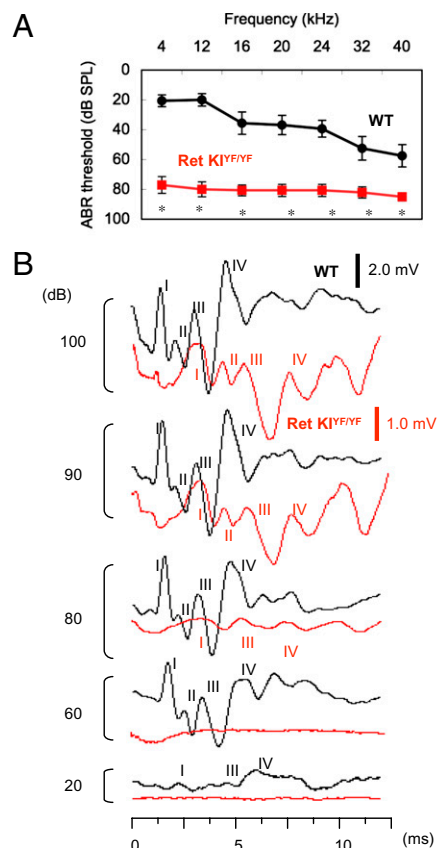 A
Frequency (kHz)
4 12 16 20 24 32 40
ABR threshold (dB SPL)
0
20
40
60
80
100
WT
Ret KI^YF/YF
* * * * * * *
B
(dB)
WT
2.0 mV
100
I II III IV
I II III IV
Ret KI^YF/YF
1.0 mV
90
I II III IV
I II III IV
80
I II III IV
I III IV
60
I II III IV
20
I III IV
0 5 10 (ms)